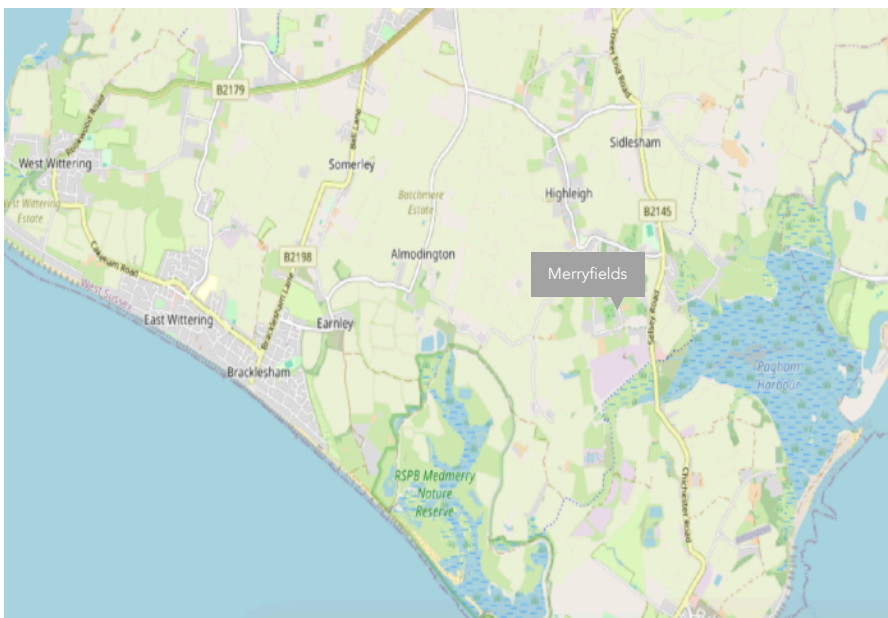 Street End Road
B2179
Rookwood Road
Bell Lane
Sidlesham
West Wittering
Somerley
Highleigh
Batchmere
Estate
West Wittering
Estate
B2145
Cakeham Road
B2198
Almodington
Merryfields
West Sussex
Bracklesham Lane
East Wittering
Earnley
Selsey Road
Bracklesham
Pagham
Harbour
RSPB Medmerry
Nature
Reserve
Chichester Road